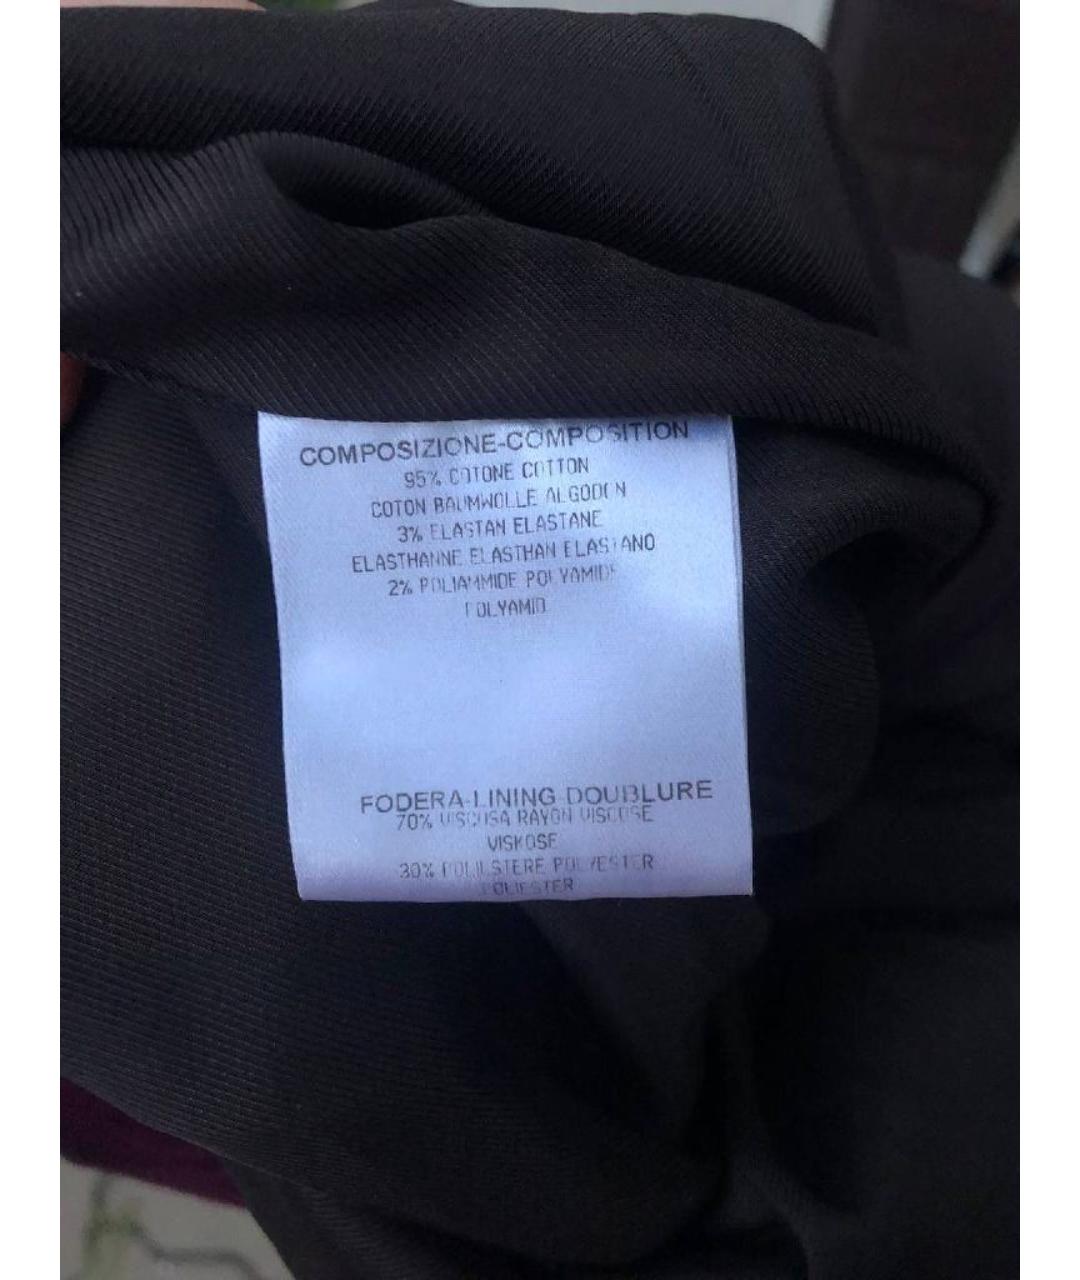 COMPOSIZIONE-COMPOSITION
95% COTONE COTTON
COTON BAUMWOLLE ALGODON
3% ELASTAN ELASTANE
ELASTHANNE ELASTHAN ELASTANO
2% POLIAMMIDE POLYAMIDE
POLYAMID
FODERA-LINING-DOUBLURE
70% VISCOSA RAYON VISCOSE
VISKOSE
30% POLIESTERE POLYESTER
POLIESTER